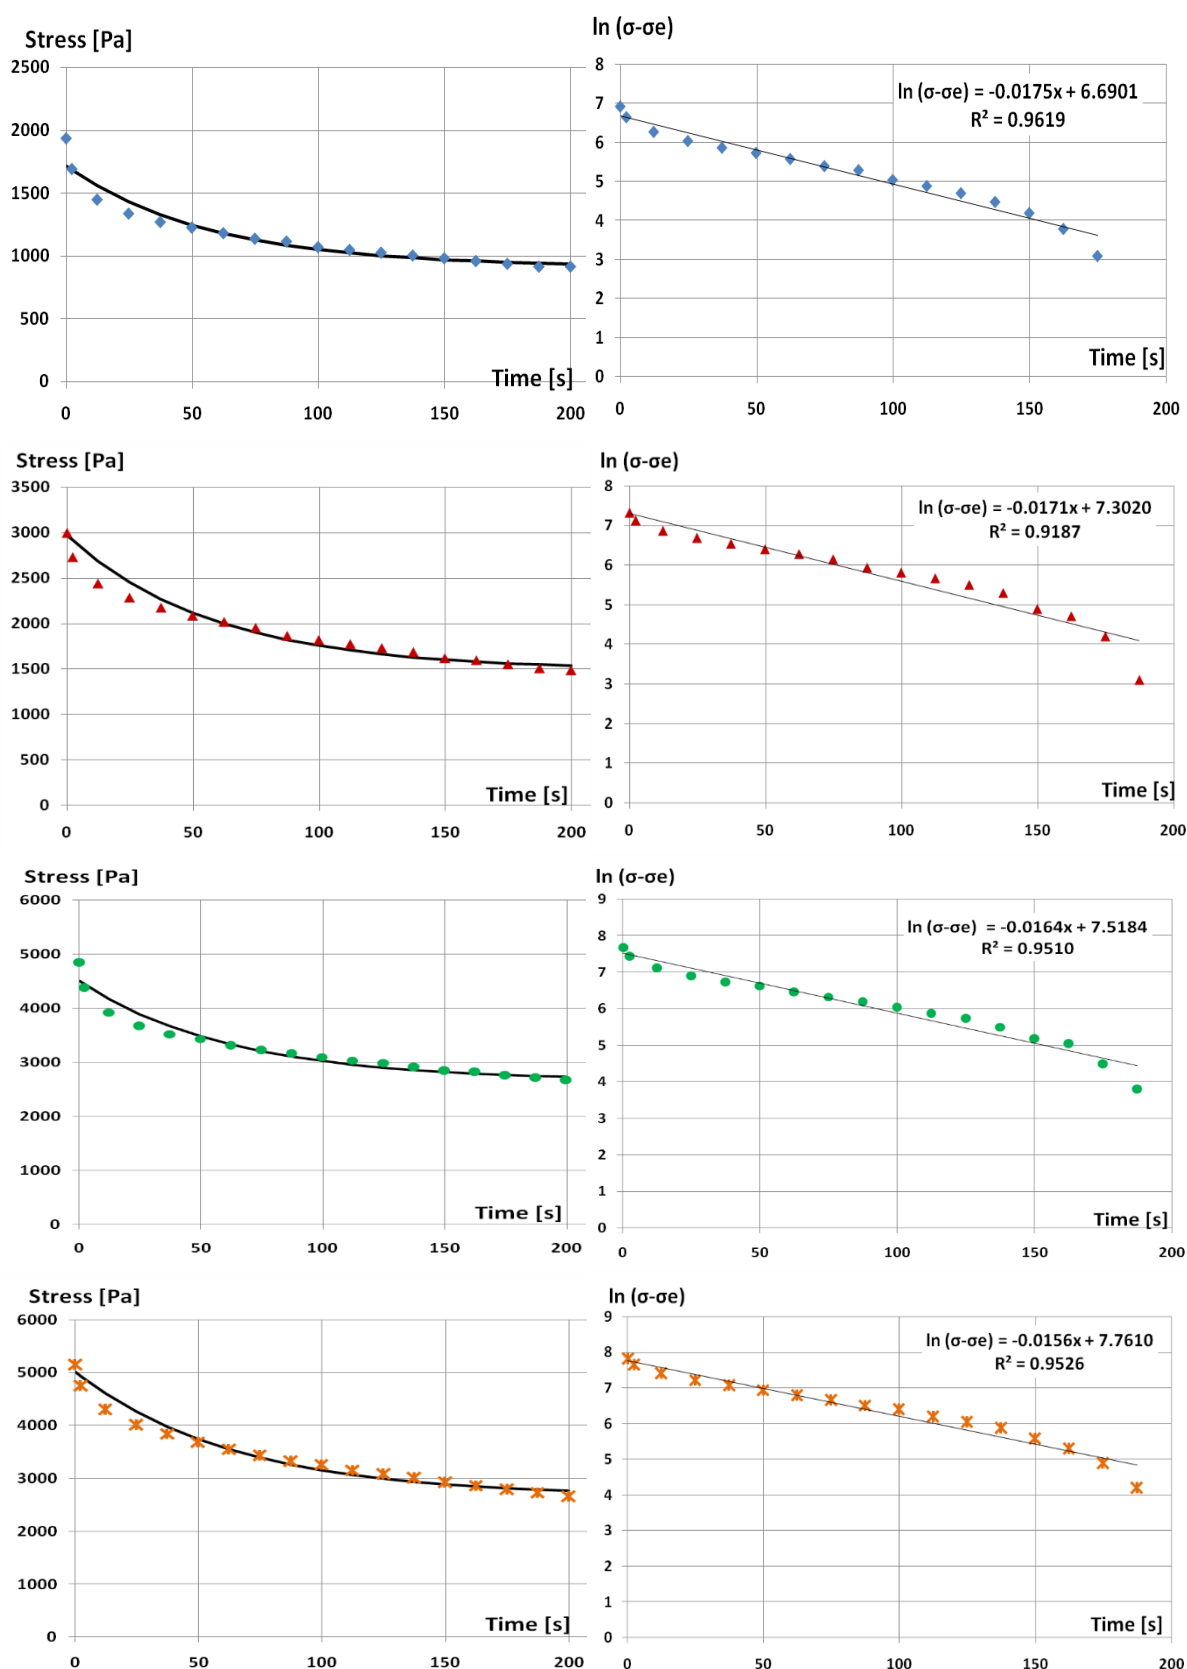 Stress [Pa]
2500
2000
1500
1000
500
0
Time [s]
0 50 100 150 200
ln (σ-σe)
8
7
6
5
4
3
2
1
0
ln (σ-σe) = -0.0175x + 6.6901
R² = 0.9619
Time [s]
0 50 100 150 200
Stress [Pa]
3500
3000
2500
2000
1500
1000
500
0
Time [s]
0 50 100 150 200
ln (σ-σe)
8
7
6
5
4
3
2
1
0
ln (σ-σe) = -0.0171x + 7.3020
R² = 0.9187
Time [s]
0 50 100 150 200
Stress [Pa]
6000
5000
4000
3000
2000
1000
0
Time [s]
0 50 100 150 200
ln (σ-σe)
9
8
7
6
5
4
3
2
1
0
ln (σ-σe) = -0.0164x + 7.5184
R² = 0.9510
Time [s]
0 50 100 150 200
Stress [Pa]
6000
5000
4000
3000
2000
1000
0
Time [s]
0 50 100 150 200
ln (σ-σe)
9
8
7
6
5
4
3
2
1
0
ln (σ-σe) = -0.0156x + 7.7610
R² = 0.9526
Time [s]
0 50 100 150 200